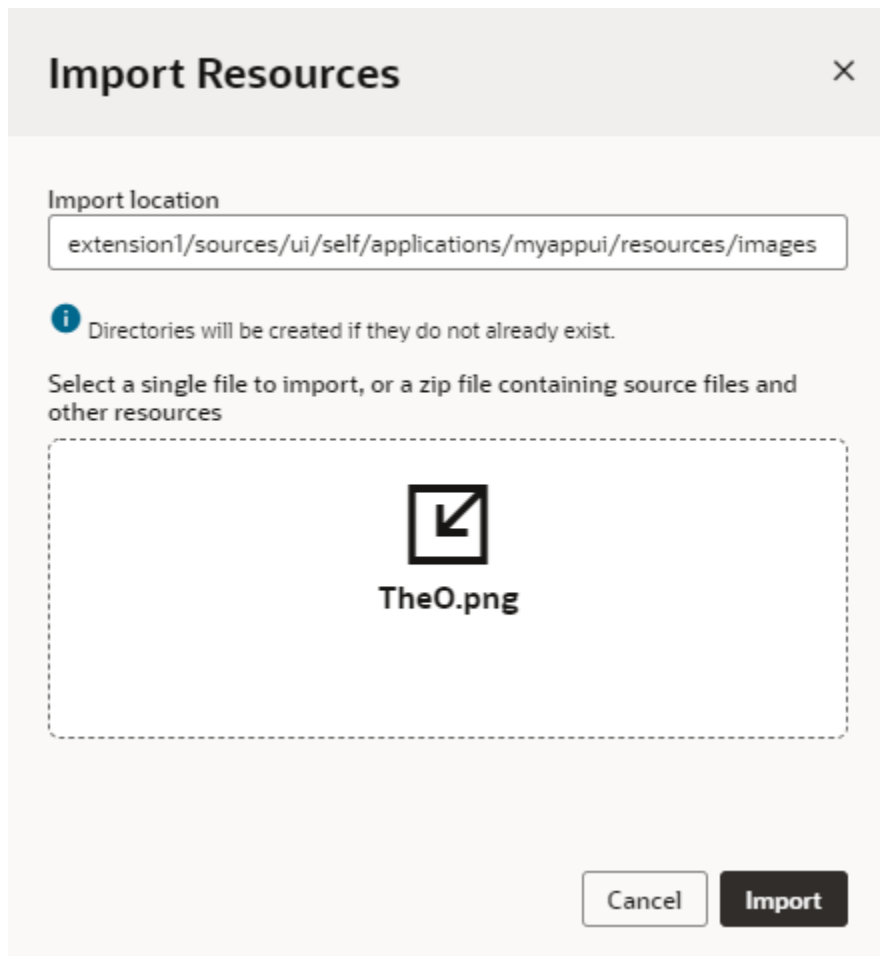 Import Resources
Import location
extension1/sources/ui/self/applications/myappui/resources/images
Directories will be created if they do not already exist.
Select a single file to import, or a zip file containing source files and
other resources
TheO.png
Cancel
Import